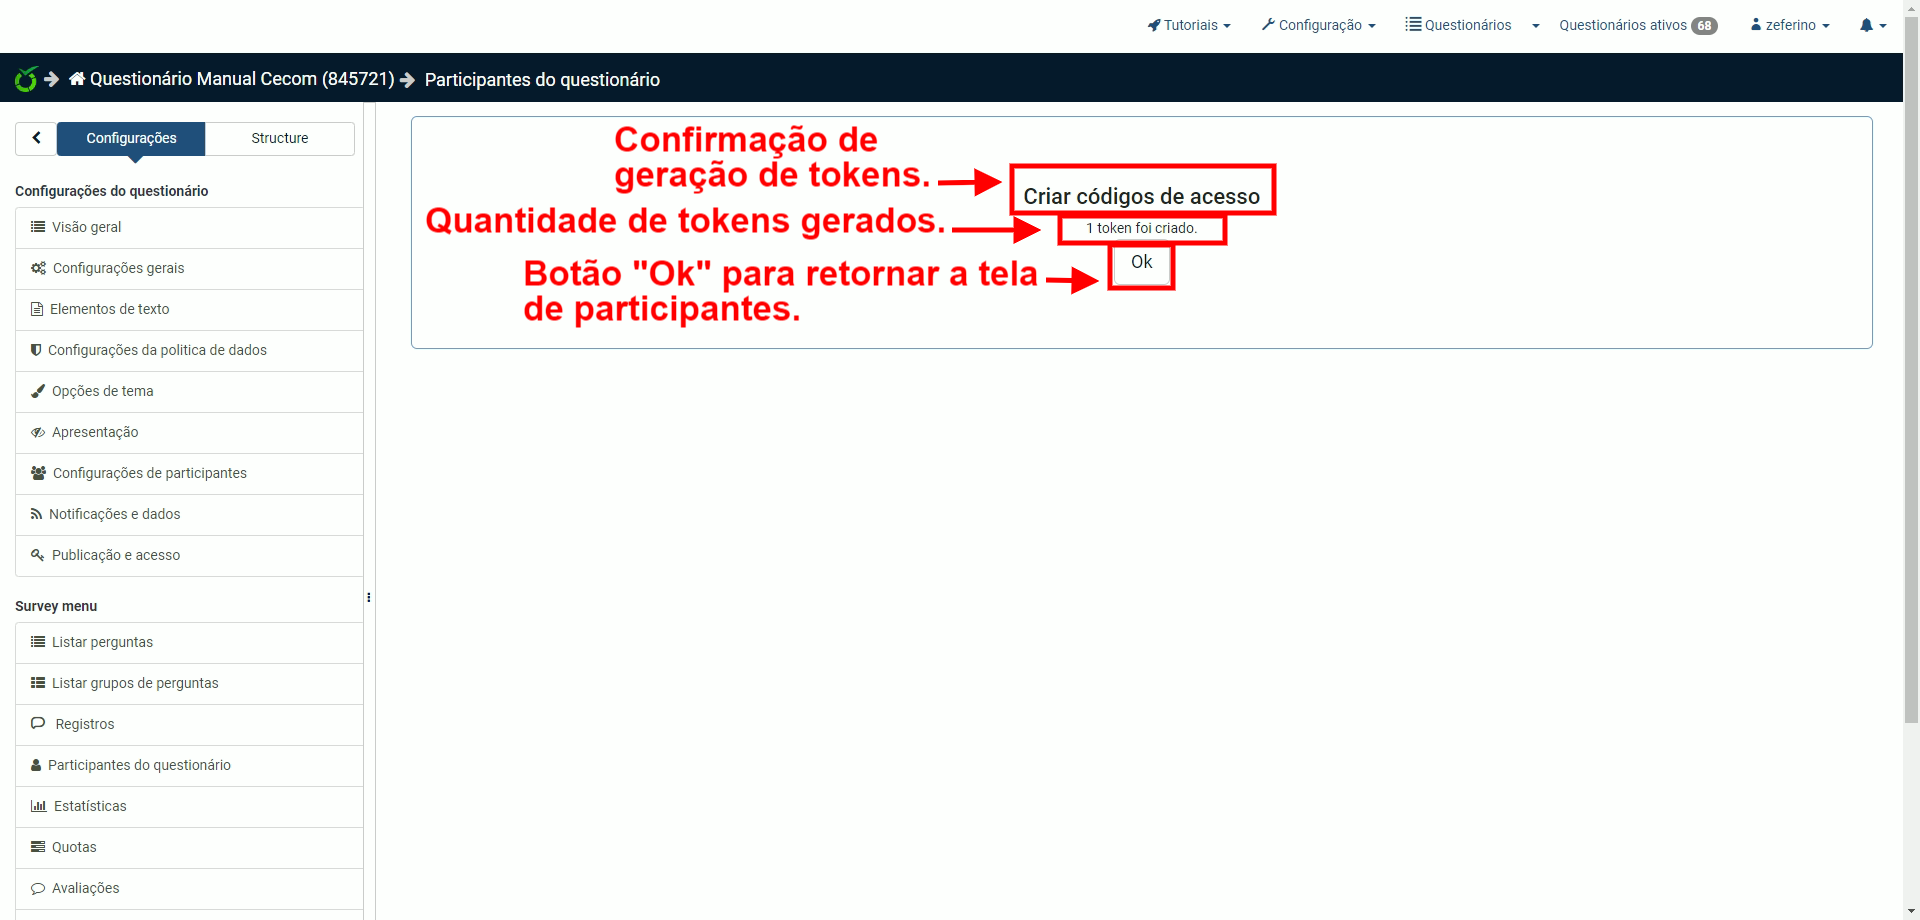 Tutoriais
Configuração
Questionários
Questionários ativos 68
zeferino
Questionário Manual Cecom (845721)
Participantes do questionário
Configurações
Structure
Configurações do questionário
Visão geral
Configurações gerais
Elementos de texto
Configurações da politica de dados
Opções de tema
Apresentação
Configurações de participantes
Notificações e dados
Publicação e acesso
Survey menu
Listar perguntas
Listar grupos de perguntas
Registros
Participantes do questionário
Estatísticas
Quotas
Avaliações
Confirmação de
geração de tokens.
Criar códigos de acesso
Quantidade de tokens gerados.
1 token foi criado.
Botão "Ok" para retornar a tela
de participantes.
Ok